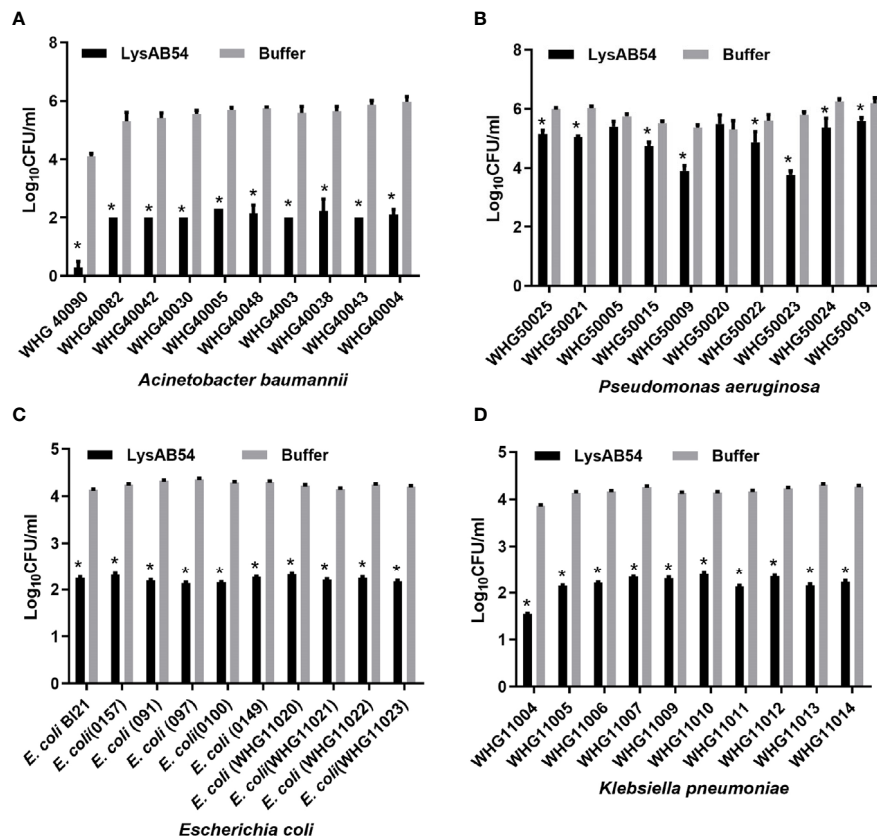 A
LysAB54 Buffer
Log10CFU/ml
8
6
4
2
0
* * * * * * * * * *
WHG 40090
WHG40082
WHG40042
WHG40030
WHG40005
WHG40048
WHG4003
WHG40038
WHG40043
WHG40004
Acinetobacter baumannii
B
LysAB54 Buffer
Log10CFU/ml
8
6
4
2
0
* * * * * * * *
WHG50025
WHG50021
WHG50005
WHG50015
WHG50009
WHG50020
WHG50022
WHG50023
WHG50024
WHG50019
Pseudomonas aeruginosa
C
LysAB54 Buffer
Log10CFU/ml
5
4
3
2
1
0
* * * * * * * * * *
E. coli Bl21
E. coli(0157)
E. coli (091)
E. coli (097)
E. coli(0100)
E. coli (0149)
E. coli (WHG11020)
E. coli(WHG11021)
E. coli (WHG11022)
E. coli(WHG11023)
Escherichia coli
D
LysAB54 Buffer
Log10CFU/ml
5
4
3
2
1
0
* * * * * * * * * *
WHG11004
WHG11005
WHG11006
WHG11007
WHG11009
WHG11010
WHG11011
WHG11012
WHG11013
WHG11014
Klebsiella pneumoniae